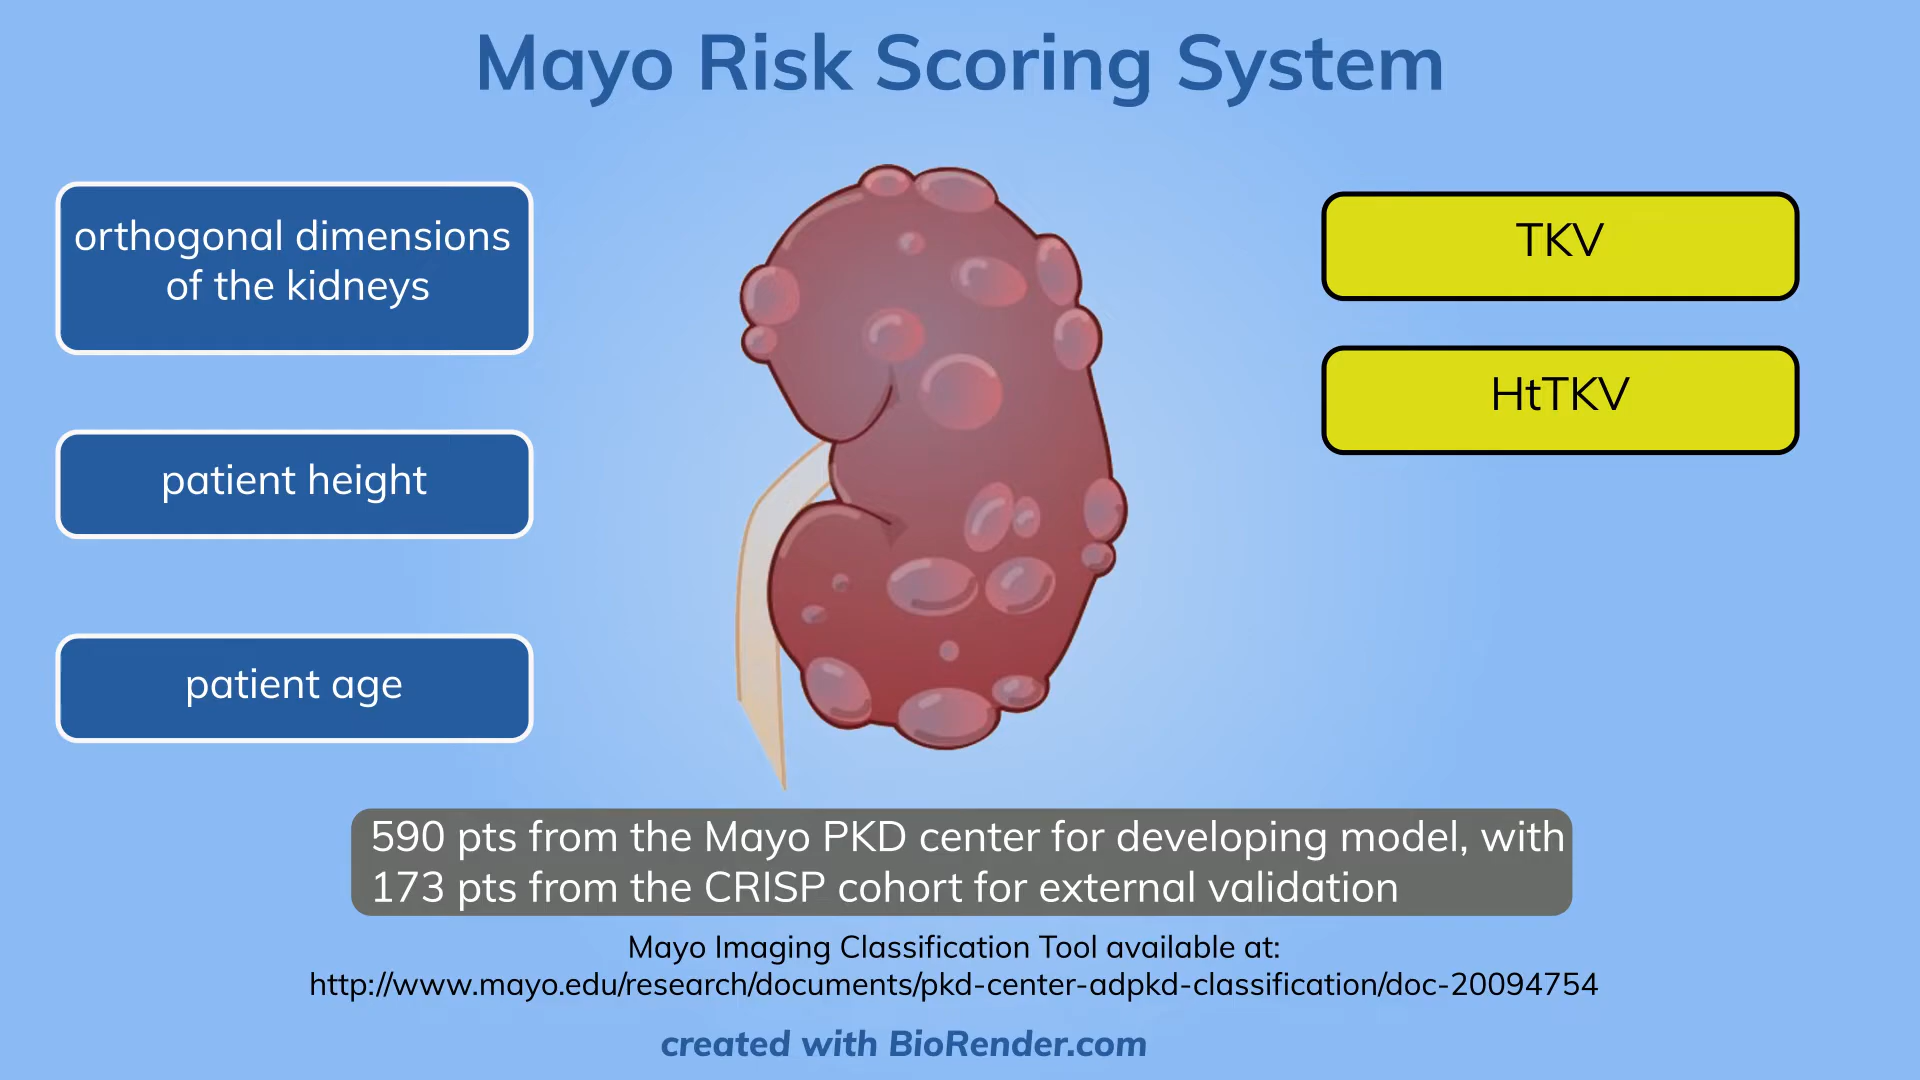 Mayo Risk Scoring System
orthogonal dimensions
of the kidneys
patient height
patient age
TKV
HtTKV
590 pts from the Mayo PKD center for developing model, with
173 pts from the CRISP cohort for external validation
Mayo Imaging Classification Tool available at:
http://www.mayo.edu/research/documents/pkd-center-adpkd-classification/doc-20094754
created with BioRender.com